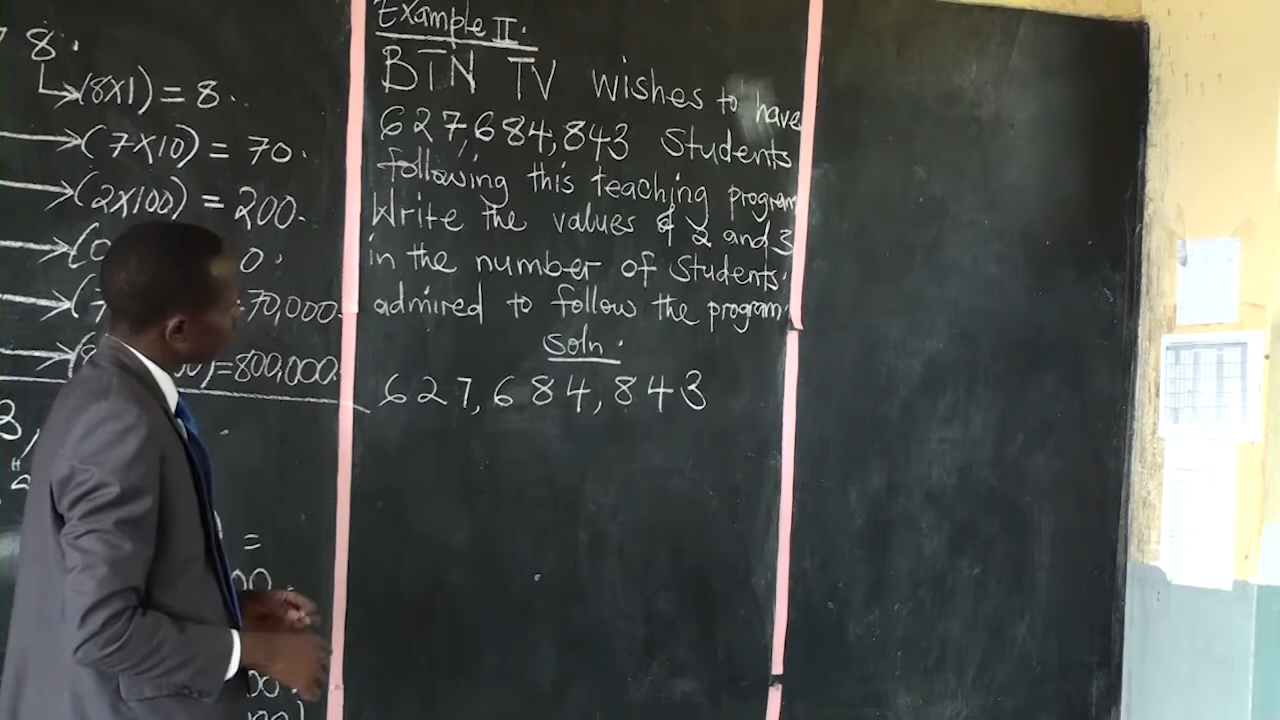 8.
(8x1) = 8.
(7x10) = 70.
(2x100) = 200.
0.
=70,000.
)=800,000.
3,
=
Example II.
BTN TV wishes to have
627,684,843 Students
following this teaching program
Write the values of 2 and 3
in the number of students.
admired to follow the program.
Soln.
627,684,843